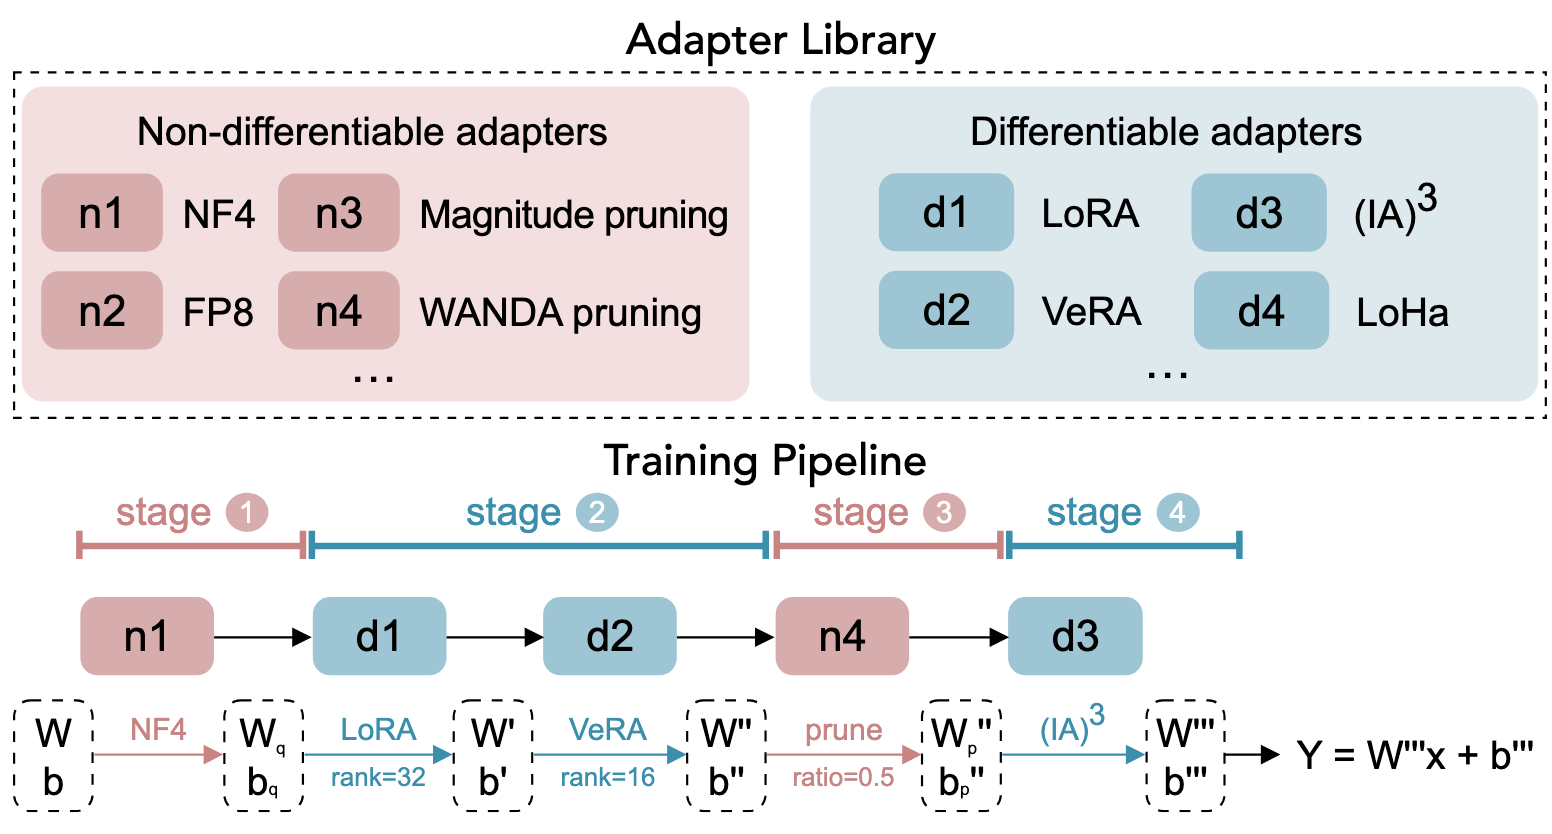 Adapter Library
Non-differentiable adapters
n1 NF4 n3 Magnitude pruning
n2 FP8 n4 WANDA pruning
...
Differentiable adapters
d1 LoRA d3 (IA)³
d2 VeRA d4 LoHa
...
Training Pipeline
stage 1 stage 2 stage 3 stage 4
n1 d1 d2 n4 d3
W NF4 Wq LoRA W' VeRA W'' prune Wp'' (IA)³ W''' Y = W'''x + b'''
b bq rank=32 b' rank=16 b'' ratio=0.5 bp'' b'''